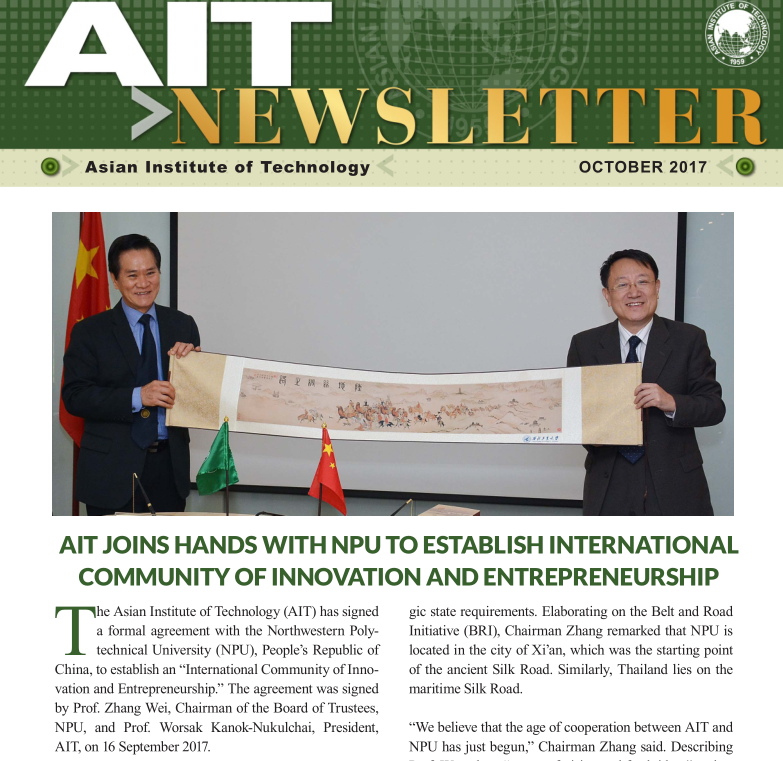 AIT
NEWSLETTER
ASIAN INSTITUTE OF TECHNOLOGY
1959
Asian Institute of Technology
OCTOBER 2017
AIT JOINS HANDS WITH NPU TO ESTABLISH INTERNATIONAL
COMMUNITY OF INNOVATION AND ENTREPRENEURSHIP
The Asian Institute of Technology (AIT) has signed
a formal agreement with the Northwestern Poly-
technical University (NPU), People's Republic of
China, to establish an “International Community of Inno-
vation and Entrepreneurship.” The agreement was signed
by Prof. Zhang Wei, Chairman of the Board of Trustees,
NPU, and Prof. Worsak Kanok-Nukulchai, President,
AIT, on 16 September 2017.
gic state requirements. Elaborating on the Belt and Road
Initiative (BRI), Chairman Zhang remarked that NPU is
located in the city of Xi’an, which was the starting point
of the ancient Silk Road. Similarly, Thailand lies on the
maritime Silk Road.
“We believe that the age of cooperation between AIT and
NPU has just begun,” Chairman Zhang said. Describing